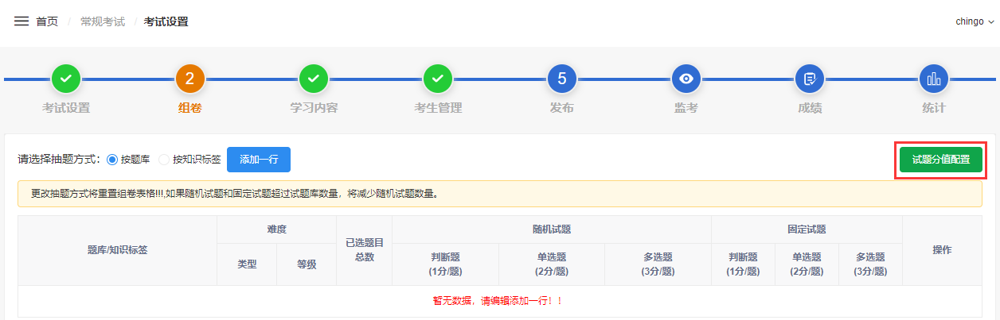 首页 / 常规考试 / 考试设置
chingo
2
5
考试设置
组卷
学习内容
考生管理
发布
监考
成绩
统计
请选择抽题方式： 按题库 按知识标签 添加一行
试题分值配置
更改抽题方式将重置组卷表格!!!,如果随机试题和固定试题超过试题库数量，将减少随机试题数量。
题库/知识标签
难度
类型
等级
已选题目
总数
随机试题
判断题
(1分/题)
单选题
(2分/题)
多选题
(3分/题)
固定试题
判断题
(1分/题)
单选题
(2分/题)
多选题
(3分/题)
操作
暂无数据，请编辑添加一行！！